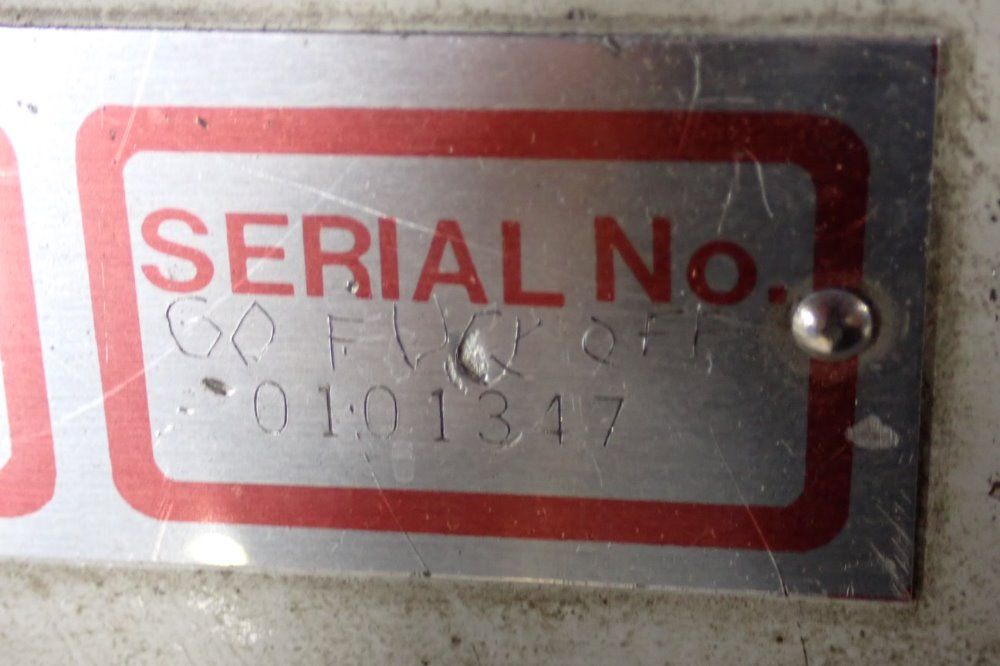 SERIAL No.
GO FUCK OFF
0101347